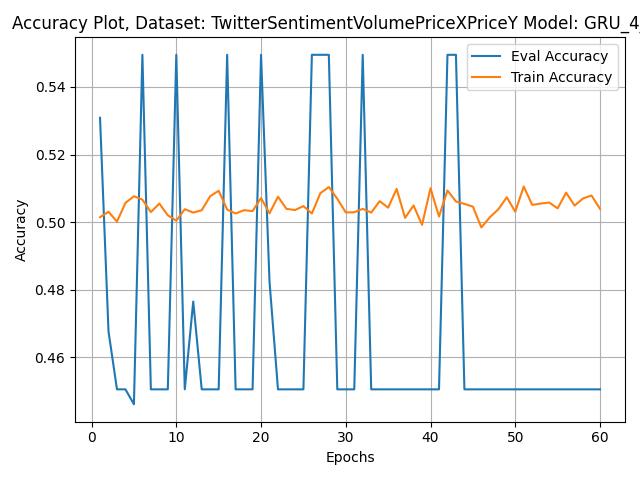 Accuracy Plot, Dataset: TwitterSentimentVolumePriceXPriceY Model: GRU_4
Eval Accuracy
Train Accuracy
0.54
0.52
0.50
0.48
0.46
Accuracy
0 10 20 30 40 50 60
Epochs